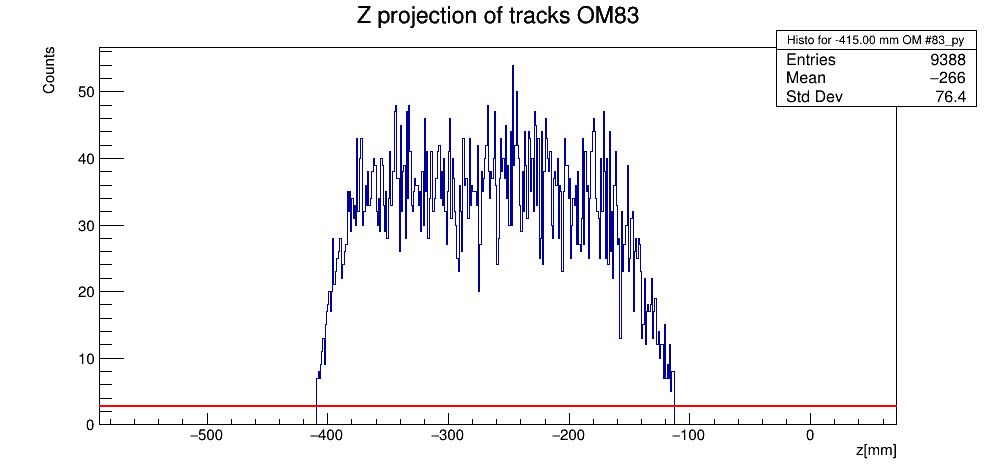 Z projection of tracks OM83
Histo for -415.00 mm OM #83_py
Entries 9388
Mean −266
Std Dev 76.4
Counts
50
40
30
20
10
0
−500 −400 −300 −200 −100 0
z[mm]